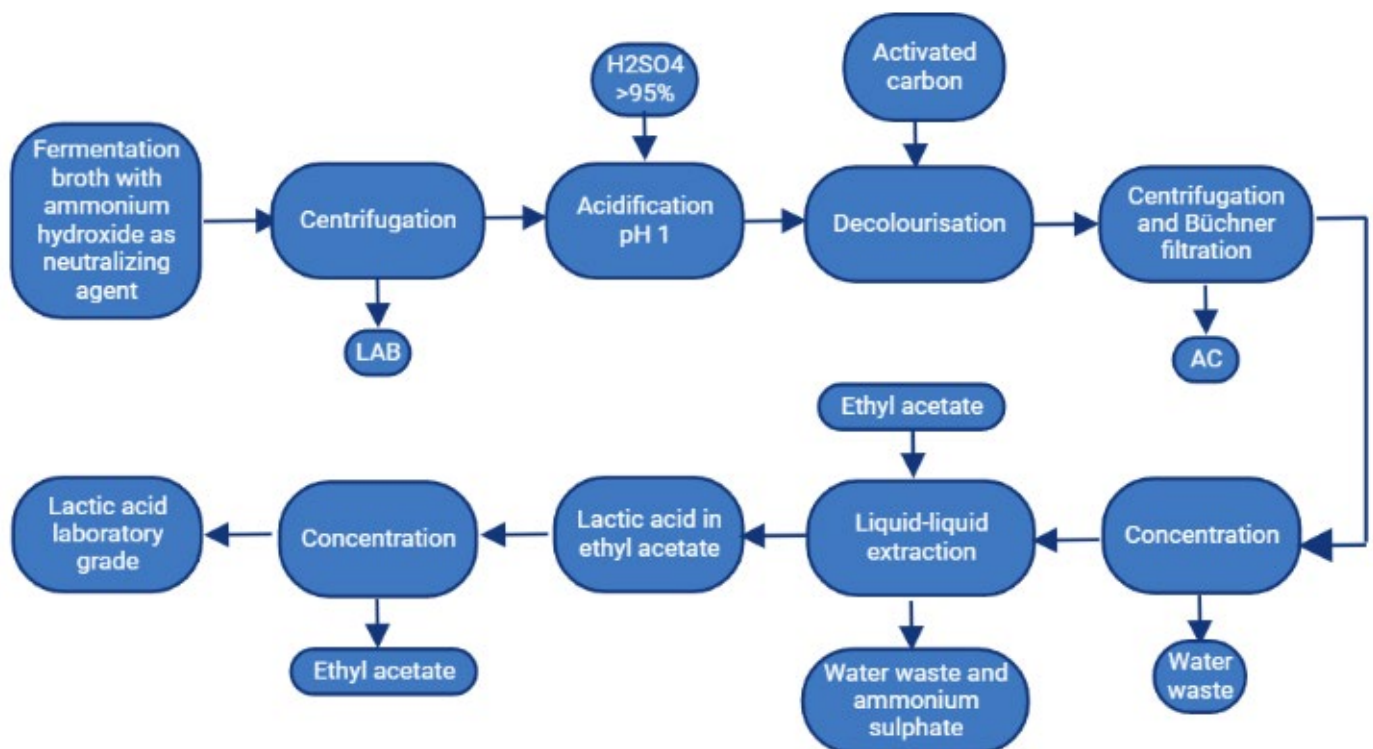 Fermentation
broth with
ammonium
hydroxide as
neutralizing
agent
Centrifugation
LAB
H2SO4
>95%
Acidification
pH 1
Activated
carbon
Decolourisation
Centrifugation
and Büchner
filtration
AC
Concentration
Water
waste
Ethyl acetate
Liquid-liquid
extraction
Water waste and
ammonium
sulphate
Lactic acid in
ethyl acetate
Concentration
Ethyl acetate
Lactic acid
laboratory
grade